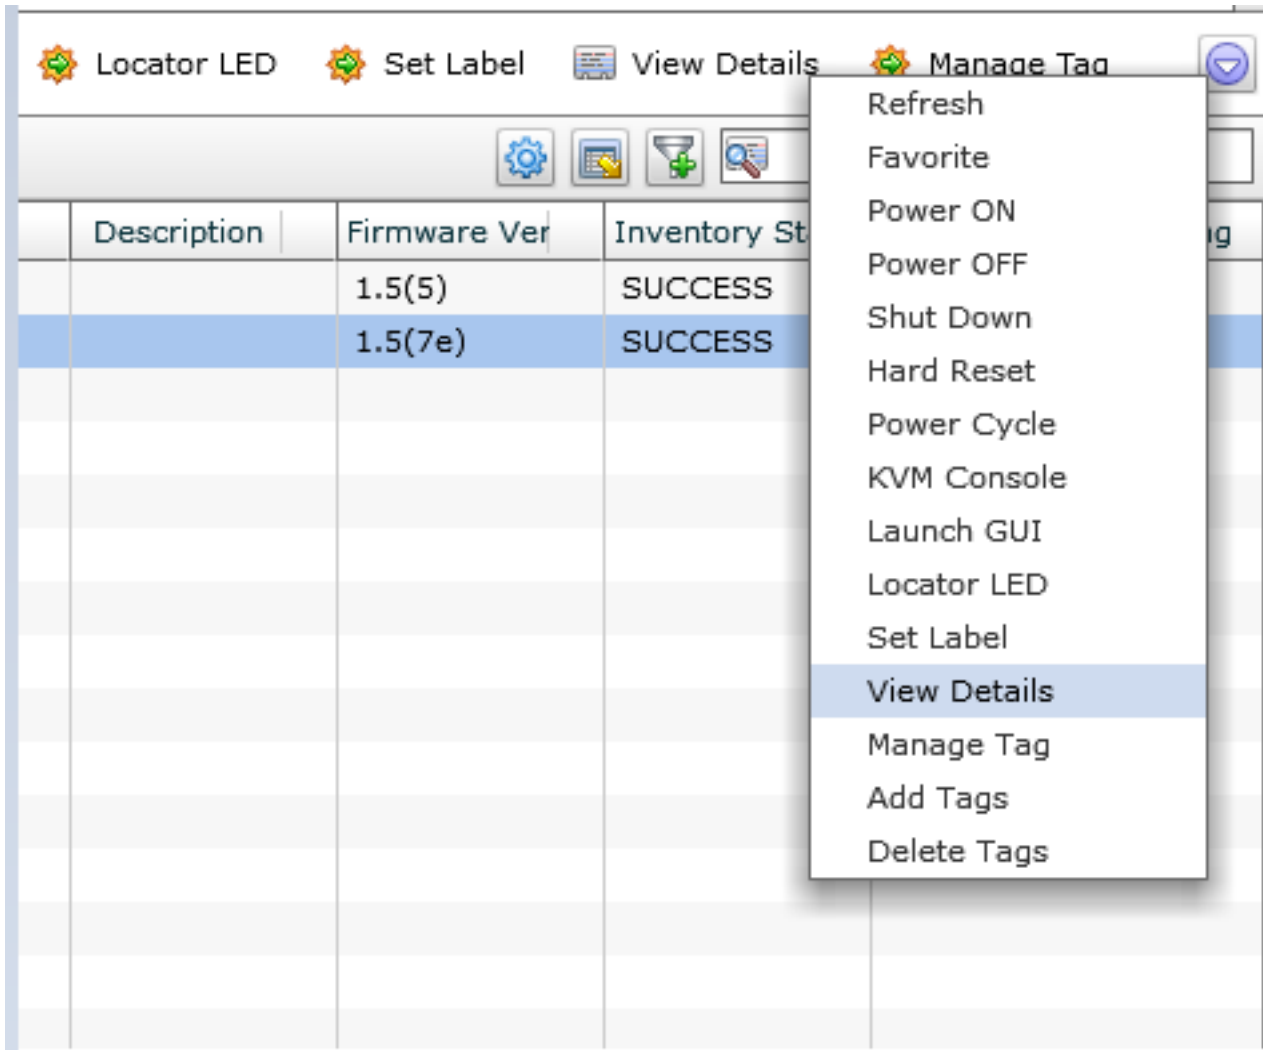 Locator LED Set Label View Details Manage Tag
Description Firmware Ver Inventory St g
1.5(5) SUCCESS
1.5(7e) SUCCESS
Refresh
Favorite
Power ON
Power OFF
Shut Down
Hard Reset
Power Cycle
KVM Console
Launch GUI
Locator LED
Set Label
View Details
Manage Tag
Add Tags
Delete Tags